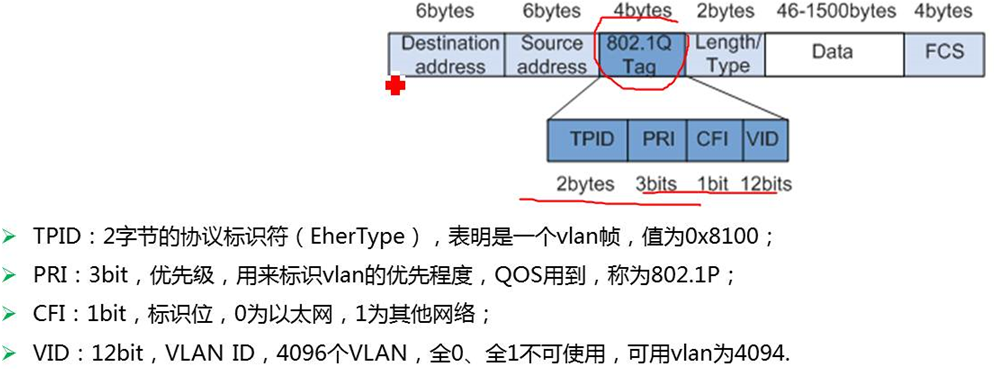 6bytes 6bytes 4bytes 2bytes 46-1500bytes 4bytes
Destination address Source address 802.1Q Tag Length/Type Data FCS
TPID PRI CFI VID
2bytes 3bits 1bit 12bits
TPID：2字节的协议标识符（EherType），表明是一个vlan帧，值为0x8100；
PRI：3bit，优先级，用来标识vlan的优先程度，QOS用到，称为802.1P；
CFI：1bit，标识位，0为以太网，1为其他网络；
VID：12bit，VLAN ID，4096个VLAN，全0、全1不可使用，可用vlan为4094.